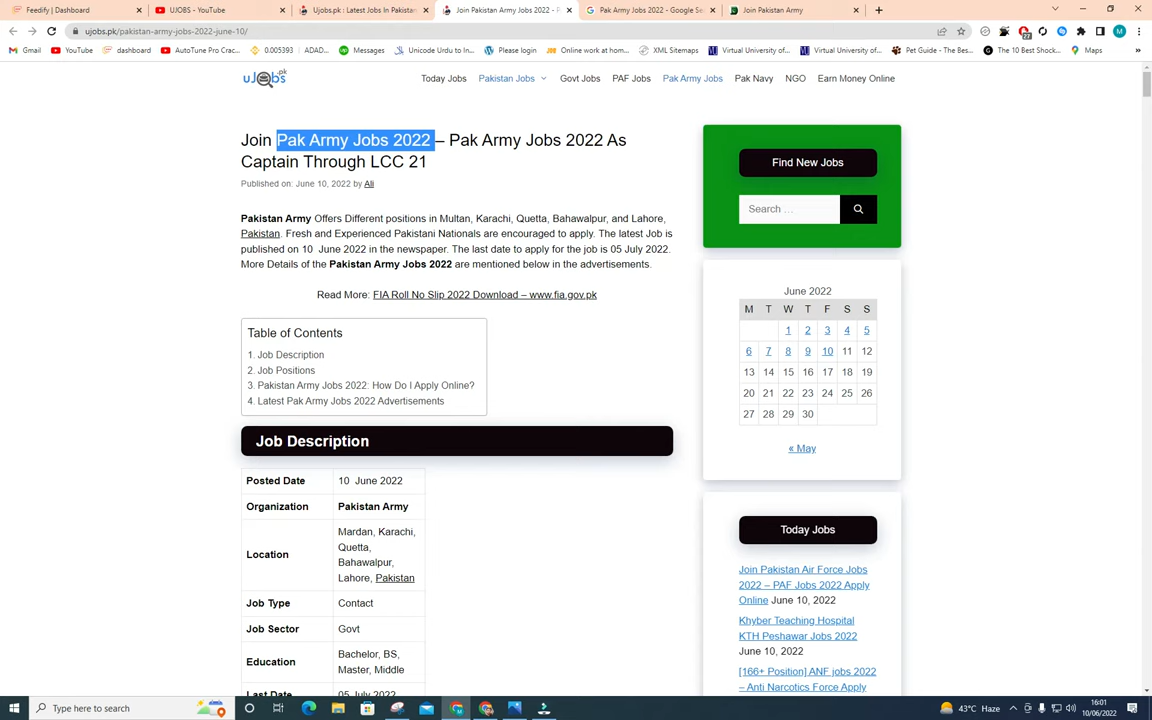 Feedify | Dashboard
UJOBS - YouTube
Ujobs.pk : Latest Jobs In Pakistan
Join Pakistan Army Jobs 2022 - P
Pak Army Jobs 2022 - Google Se
Join Pakistan Army
ujobs.pk/pakistan-army-jobs-2022-june-10/
27
M
Gmail
YouTube
dashboard
AutoTune Pro Crac...
0.005393 | ADAD...
Messages
Unicode Urdu to In...
Please login
Online work at hom...
XML Sitemaps
Virtual University of...
Virtual University of...
Pet Guide - The Bes...
The 10 Best Shock...
Maps
uJobs.pk
Today Jobs
Pakistan Jobs
Govt Jobs
PAF Jobs
Pak Army Jobs
Pak Navy
NGO
Earn Money Online
Join Pak Army Jobs 2022 – Pak Army Jobs 2022 As
Captain Through LCC 21
Published on: June 10, 2022 by Ali
Pakistan Army Offers Different positions in Multan, Karachi, Quetta, Bahawalpur, and Lahore,
Pakistan. Fresh and Experienced Pakistani Nationals are encouraged to apply. The latest Job is
published on 10 June 2022 in the newspaper. The last date to apply for the job is 05 July 2022.
More Details of the Pakistan Army Jobs 2022 are mentioned below in the advertisements.
Read More: FIA Roll No Slip 2022 Download – www.fia.gov.pk
Table of Contents
1. Job Description
2. Job Positions
3. Pakistan Army Jobs 2022: How Do I Apply Online?
4. Latest Pak Army Jobs 2022 Advertisements
Job Description
Posted Date 10 June 2022
Organization Pakistan Army
Location Mardan, Karachi,
Quetta,
Bahawalpur,
Lahore, Pakistan
Job Type Contact
Job Sector Govt
Education Bachelor, BS,
Master, Middle
Last Date 05 July 2022
Find New Jobs
Search …
June 2022
M T W T F S S
1 2 3 4 5
6 7 8 9 10 11 12
13 14 15 16 17 18 19
20 21 22 23 24 25 26
27 28 29 30
« May
Today Jobs
Join Pakistan Air Force Jobs
2022 – PAF Jobs 2022 Apply
Online June 10, 2022
Khyber Teaching Hospital
KTH Peshawar Jobs 2022
June 10, 2022
[166+ Position] ANF jobs 2022
– Anti Narcotics Force Apply
Type here to search
43°C Haze
16:01
10/06/2022